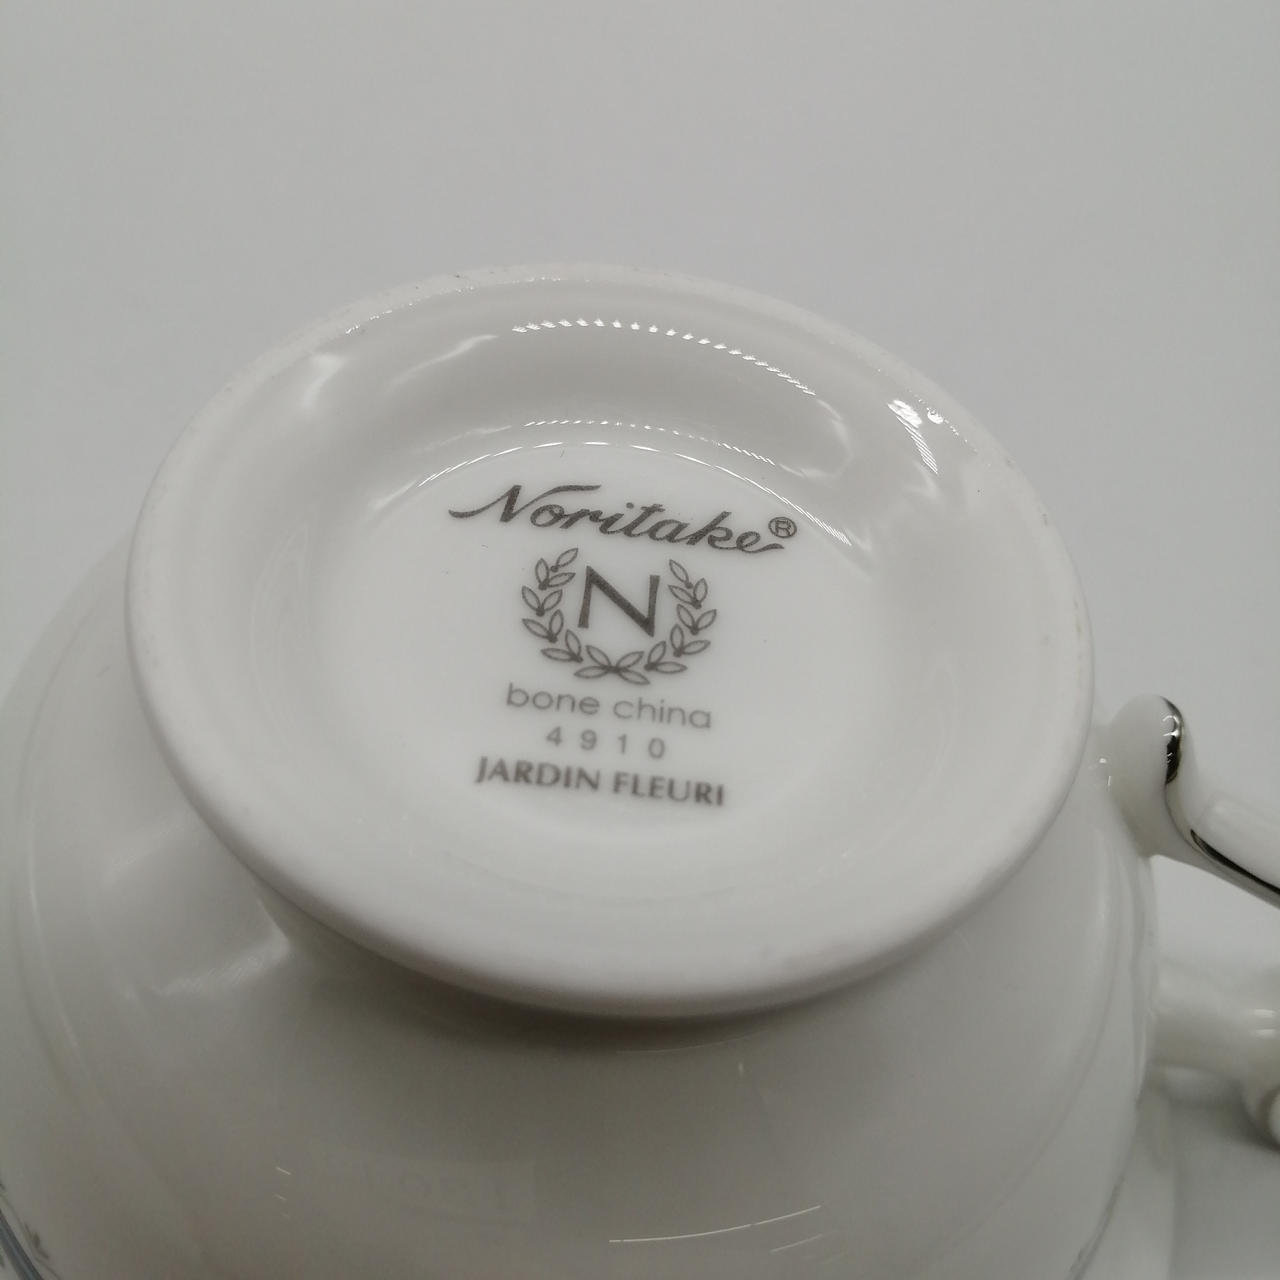 Noritake®
N
bone china
4910
JARDIN FLEURI